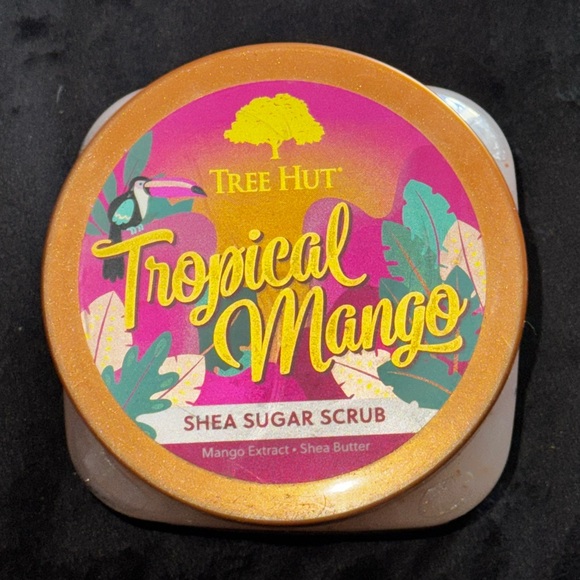 TREE HUT®
Tropical
Mango
SHEA SUGAR SCRUB
Mango Extract • Shea Butter